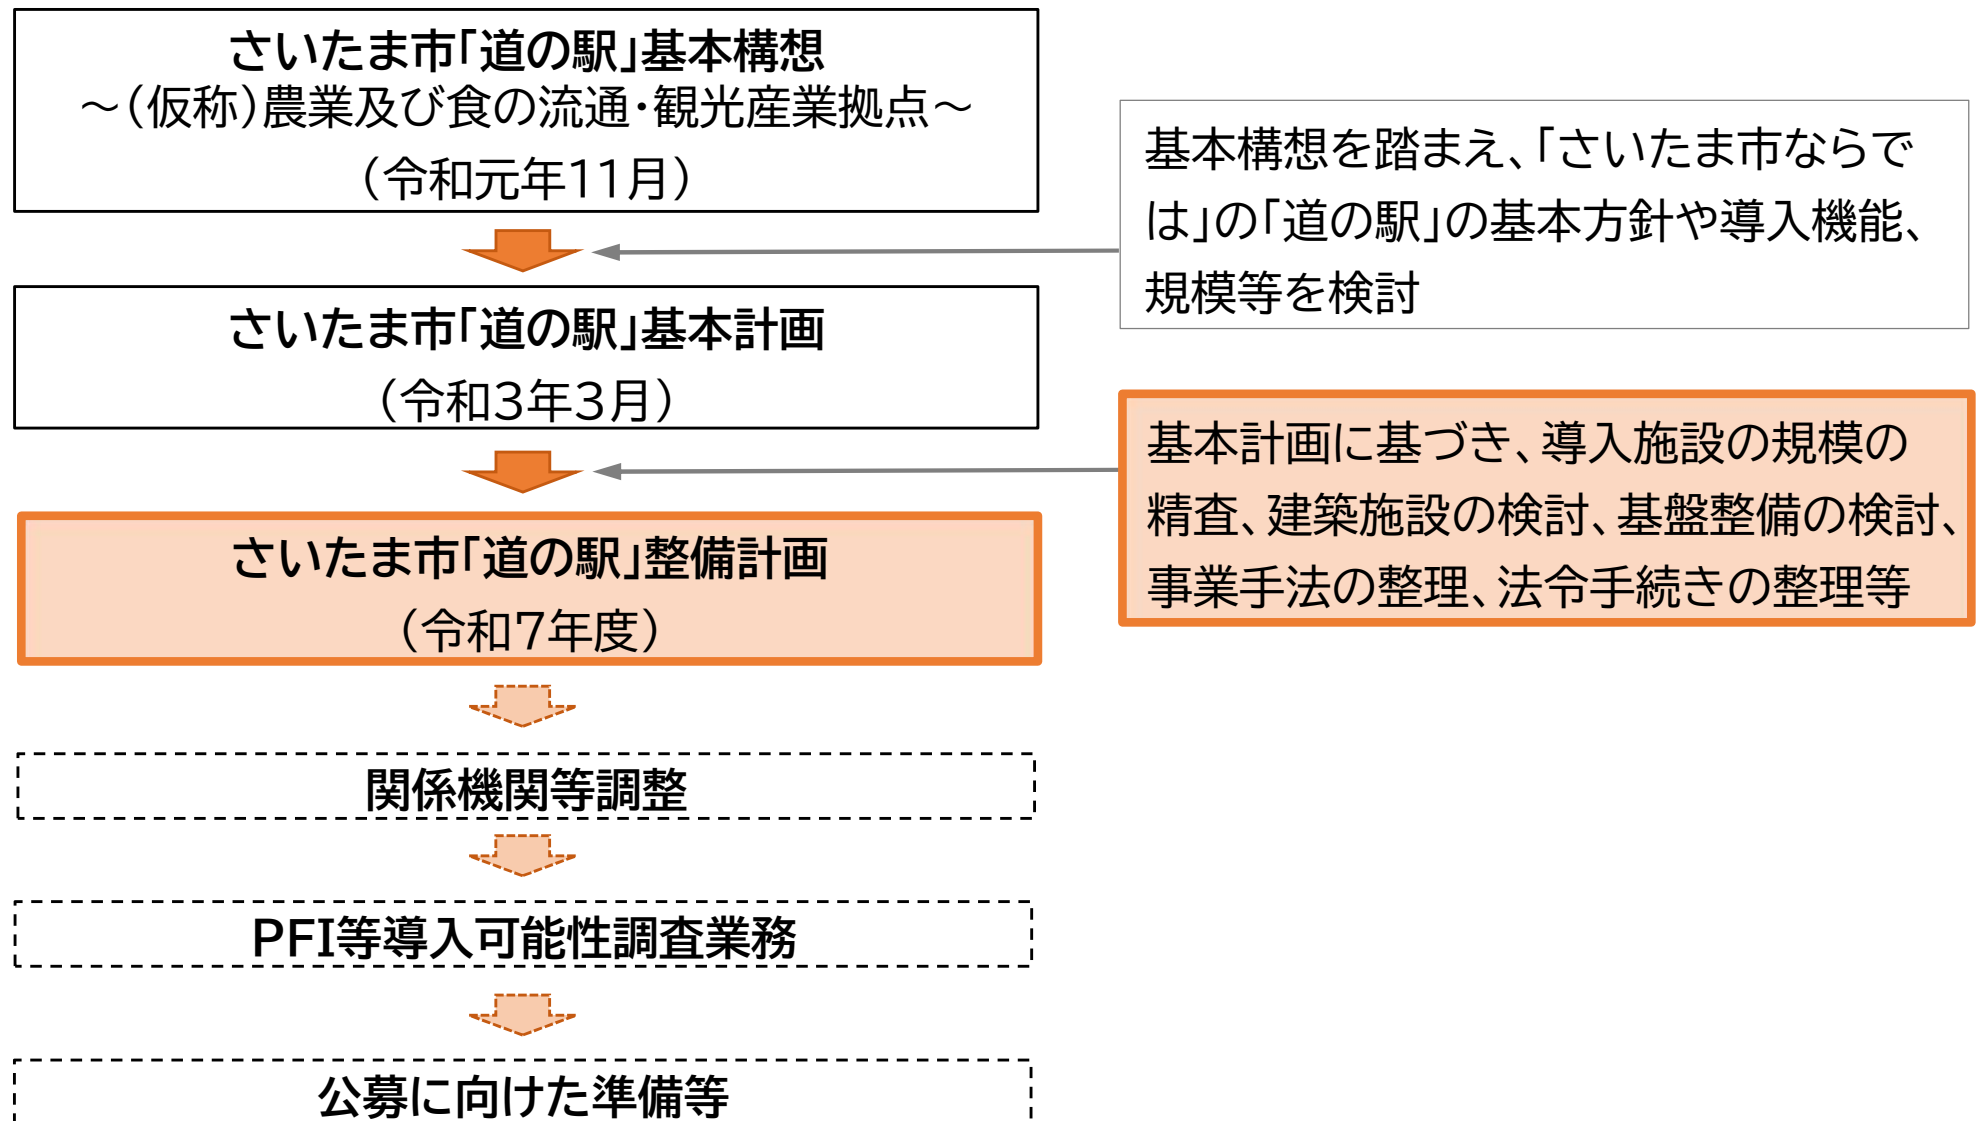 さいたま市「道の駅」基本構想
～（仮称）農業及び食の流通・観光産業拠点～
（令和元年11月）
基本構想を踏まえ、「さいたま市ならで
は」の「道の駅」の基本方針や導入機能、
規模等を検討
さいたま市「道の駅」基本計画
（令和3年3月）
基本計画に基づき、導入施設の規模の
精査、建築施設の検討、基盤整備の検討、
事業手法の整理、法令手続きの整理等
さいたま市「道の駅」整備計画
（令和7年度）
関係機関等調整
PFI等導入可能性調査業務
公募に向けた準備等